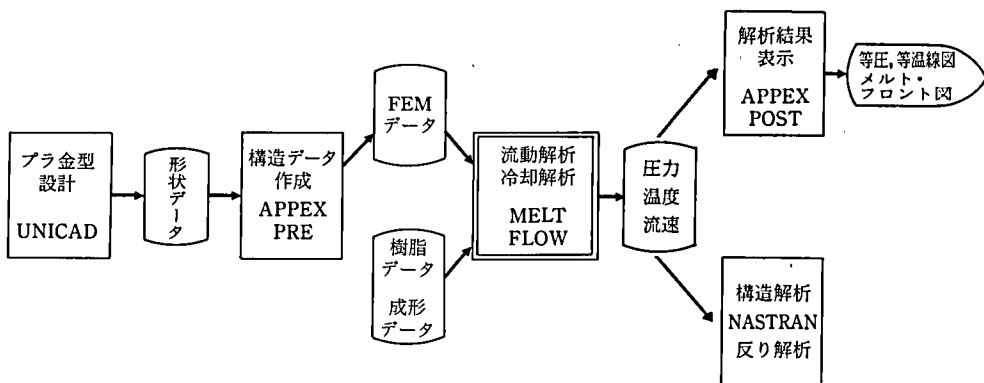 プラ金型
設計
UNICAD
形状データ
構造データ
作成
APPEX
PRE
FEM
データ
樹脂
データ
成形
データ
流動解析
冷却解析
MELT
FLOW
圧力
温度
流速
解析結果
表示
APPEX
POST
等圧,等温線図
メルト・
フロント図
構造解析
NASTRAN
反り解析